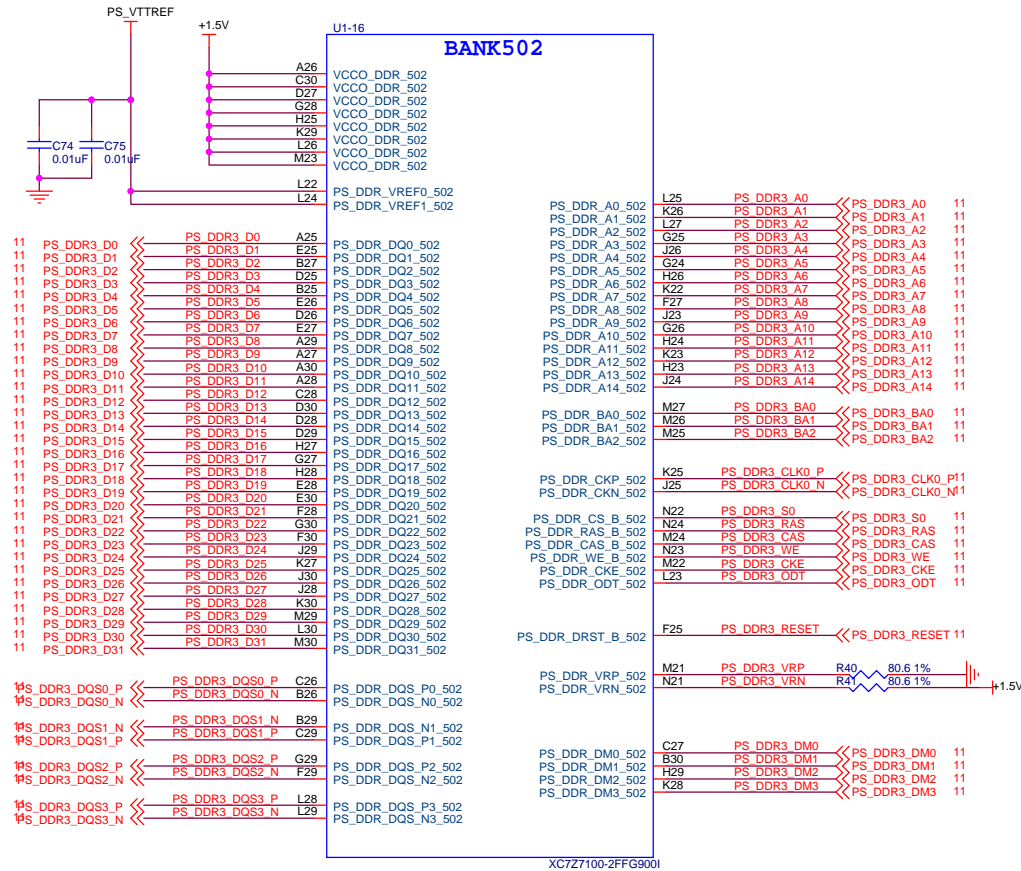 PS_VTTREF
+1.5V
U1-16
BANK502
A26 VCCO_DDR_502
C30 VCCO_DDR_502
D27 VCCO_DDR_502
G28 VCCO_DDR_502
H25 VCCO_DDR_502
K29 VCCO_DDR_502
L26 VCCO_DDR_502
M23 VCCO_DDR_502
C74 0.01uF
C75 0.01uF
L22 PS_DDR_VREF0_502
L24 PS_DDR_VREF1_502
11 PS_DDR3_D0 PS_DDR3_D0 A25 PS_DDR_DQ0_502
11 PS_DDR3_D1 PS_DDR3_D1 E25 PS_DDR_DQ1_502
11 PS_DDR3_D2 PS_DDR3_D2 B27 PS_DDR_DQ2_502
11 PS_DDR3_D3 PS_DDR3_D3 D25 PS_DDR_DQ3_502
11 PS_DDR3_D4 PS_DDR3_D4 B25 PS_DDR_DQ4_502
11 PS_DDR3_D5 PS_DDR3_D5 E26 PS_DDR_DQ5_502
11 PS_DDR3_D6 PS_DDR3_D6 D26 PS_DDR_DQ6_502
11 PS_DDR3_D7 PS_DDR3_D7 E27 PS_DDR_DQ7_502
11 PS_DDR3_D8 PS_DDR3_D8 A29 PS_DDR_DQ8_502
11 PS_DDR3_D9 PS_DDR3_D9 A27 PS_DDR_DQ9_502
11 PS_DDR3_D10 PS_DDR3_D10 A30 PS_DDR_DQ10_502
11 PS_DDR3_D11 PS_DDR3_D11 A28 PS_DDR_DQ11_502
11 PS_DDR3_D12 PS_DDR3_D12 C28 PS_DDR_DQ12_502
11 PS_DDR3_D13 PS_DDR3_D13 D30 PS_DDR_DQ13_502
11 PS_DDR3_D14 PS_DDR3_D14 D28 PS_DDR_DQ14_502
11 PS_DDR3_D15 PS_DDR3_D15 D29 PS_DDR_DQ15_502
11 PS_DDR3_D16 PS_DDR3_D16 H27 PS_DDR_DQ16_502
11 PS_DDR3_D17 PS_DDR3_D17 G27 PS_DDR_DQ17_502
11 PS_DDR3_D18 PS_DDR3_D18 H28 PS_DDR_DQ18_502
11 PS_DDR3_D19 PS_DDR3_D19 E28 PS_DDR_DQ19_502
11 PS_DDR3_D20 PS_DDR3_D20 E30 PS_DDR_DQ20_502
11 PS_DDR3_D21 PS_DDR3_D21 F28 PS_DDR_DQ21_502
11 PS_DDR3_D22 PS_DDR3_D22 G30 PS_DDR_DQ22_502
11 PS_DDR3_D23 PS_DDR3_D23 F30 PS_DDR_DQ23_502
11 PS_DDR3_D24 PS_DDR3_D24 J29 PS_DDR_DQ24_502
11 PS_DDR3_D25 PS_DDR3_D25 K27 PS_DDR_DQ25_502
11 PS_DDR3_D26 PS_DDR3_D26 J30 PS_DDR_DQ26_502
11 PS_DDR3_D27 PS_DDR3_D27 J28 PS_DDR_DQ27_502
11 PS_DDR3_D28 PS_DDR3_D28 K30 PS_DDR_DQ28_502
11 PS_DDR3_D29 PS_DDR3_D29 M29 PS_DDR_DQ29_502
11 PS_DDR3_D30 PS_DDR3_D30 L30 PS_DDR_DQ30_502
11 PS_DDR3_D31 PS_DDR3_D31 M30 PS_DDR_DQ31_502
11 PS_DDR3_DQS0_P PS_DDR3_DQS0_P C26 PS_DDR_DQS_P0_502
11 PS_DDR3_DQS0_N PS_DDR3_DQS0_N B26 PS_DDR_DQS_N0_502
11 PS_DDR3_DQS1_N PS_DDR3_DQS1_N B29 PS_DDR_DQS_N1_502
11 PS_DDR3_DQS1_P PS_DDR3_DQS1_P C29 PS_DDR_DQS_P1_502
11 PS_DDR3_DQS2_P PS_DDR3_DQS2_P G29 PS_DDR_DQS_P2_502
11 PS_DDR3_DQS2_N PS_DDR3_DQS2_N F29 PS_DDR_DQS_N2_502
11 PS_DDR3_DQS3_P PS_DDR3_DQS3_P L28 PS_DDR_DQS_P3_502
11 PS_DDR3_DQS3_N PS_DDR3_DQS3_N L29 PS_DDR_DQS_N3_502
PS_DDR_A0_502 L25 PS_DDR3_A0 PS_DDR3_A0 11
PS_DDR_A1_502 K26 PS_DDR3_A1 PS_DDR3_A1 11
PS_DDR_A2_502 L27 PS_DDR3_A2 PS_DDR3_A2 11
PS_DDR_A3_502 G25 PS_DDR3_A3 PS_DDR3_A3 11
PS_DDR_A4_502 J26 PS_DDR3_A4 PS_DDR3_A4 11
PS_DDR_A5_502 G24 PS_DDR3_A5 PS_DDR3_A5 11
PS_DDR_A6_502 H26 PS_DDR3_A6 PS_DDR3_A6 11
PS_DDR_A7_502 K22 PS_DDR3_A7 PS_DDR3_A7 11
PS_DDR_A8_502 F27 PS_DDR3_A8 PS_DDR3_A8 11
PS_DDR_A9_502 J23 PS_DDR3_A9 PS_DDR3_A9 11
PS_DDR_A10_502 G26 PS_DDR3_A10 PS_DDR3_A10 11
PS_DDR_A11_502 H24 PS_DDR3_A11 PS_DDR3_A11 11
PS_DDR_A12_502 K23 PS_DDR3_A12 PS_DDR3_A12 11
PS_DDR_A13_502 H23 PS_DDR3_A13 PS_DDR3_A13 11
PS_DDR_A14_502 J24 PS_DDR3_A14 PS_DDR3_A14 11
PS_DDR_BA0_502 M27 PS_DDR3_BA0 PS_DDR3_BA0 11
PS_DDR_BA1_502 M26 PS_DDR3_BA1 PS_DDR3_BA1 11
PS_DDR_BA2_502 M25 PS_DDR3_BA2 PS_DDR3_BA2 11
PS_DDR_CKP_502 K25 PS_DDR3_CLK0_P PS_DDR3_CLK0_P 11
PS_DDR_CKN_502 J25 PS_DDR3_CLK0_N PS_DDR3_CLK0_N 11
PS_DDR_CS_B_502 N22 PS_DDR3_S0 PS_DDR3_S0 11
PS_DDR_RAS_B_502 N24 PS_DDR3_RAS PS_DDR3_RAS 11
PS_DDR_CAS_B_502 M24 PS_DDR3_CAS PS_DDR3_CAS 11
PS_DDR_WE_B_502 N23 PS_DDR3_WE PS_DDR3_WE 11
PS_DDR_CKE_502 M22 PS_DDR3_CKE PS_DDR3_CKE 11
PS_DDR_ODT_502 L23 PS_DDR3_ODT PS_DDR3_ODT 11
PS_DDR_DRST_B_502 F25 PS_DDR3_RESET PS_DDR3_RESET 11
PS_DDR_VRP_502 M21 PS_DDR3_VRP R40 80.6 1%
PS_DDR_VRN_502 N21 PS_DDR3_VRN R41 80.6 1% +1.5V
PS_DDR_DM0_502 C27 PS_DDR3_DM0 PS_DDR3_DM0 11
PS_DDR_DM1_502 B30 PS_DDR3_DM1 PS_DDR3_DM1 11
PS_DDR_DM2_502 H29 PS_DDR3_DM2 PS_DDR3_DM2 11
PS_DDR_DM3_502 K28 PS_DDR3_DM3 PS_DDR3_DM3 11
XC7Z7100-2FFG900I